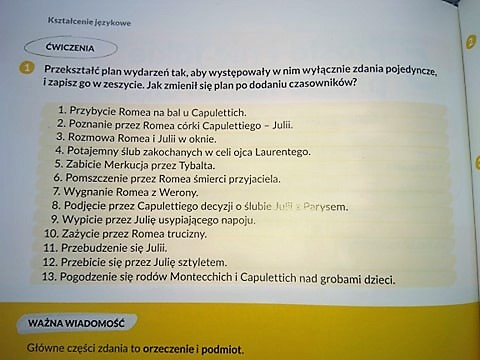 Kształcenie językowe
ĆWICZENIA
1 Przekształć plan wydarzeń tak, aby występowały w nim wyłącznie zdania pojedyncze,
i zapisz go w zeszycie. Jak zmienił się plan po dodaniu czasowników?
1. Przybycie Romea na bal u Capulettich.
2. Poznanie przez Romea córki Capulettiego – Julii.
3. Rozmowa Romea i Julii w oknie.
4. Potajemny ślub zakochanych w celi ojca Laurentego.
5. Zabicie Merkucja przez Tybalta.
6. Pomszczenie przez Romea śmierci przyjaciela.
7. Wygnanie Romea z Werony.
8. Podjęcie przez Capulettiego decyzji o ślubie Julii z Parysem.
9. Wypicie przez Julię usypiającego napoju.
10. Zażycie przez Romea trucizny.
11. Przebudzenie się Julii.
12. Przebicie się przez Julię sztyletem.
13. Pogodzenie się rodów Montecchich i Capulettich nad grobami dzieci.
WAŻNA WIADOMOŚĆ
Główne części zdania to orzeczenie i podmiot.